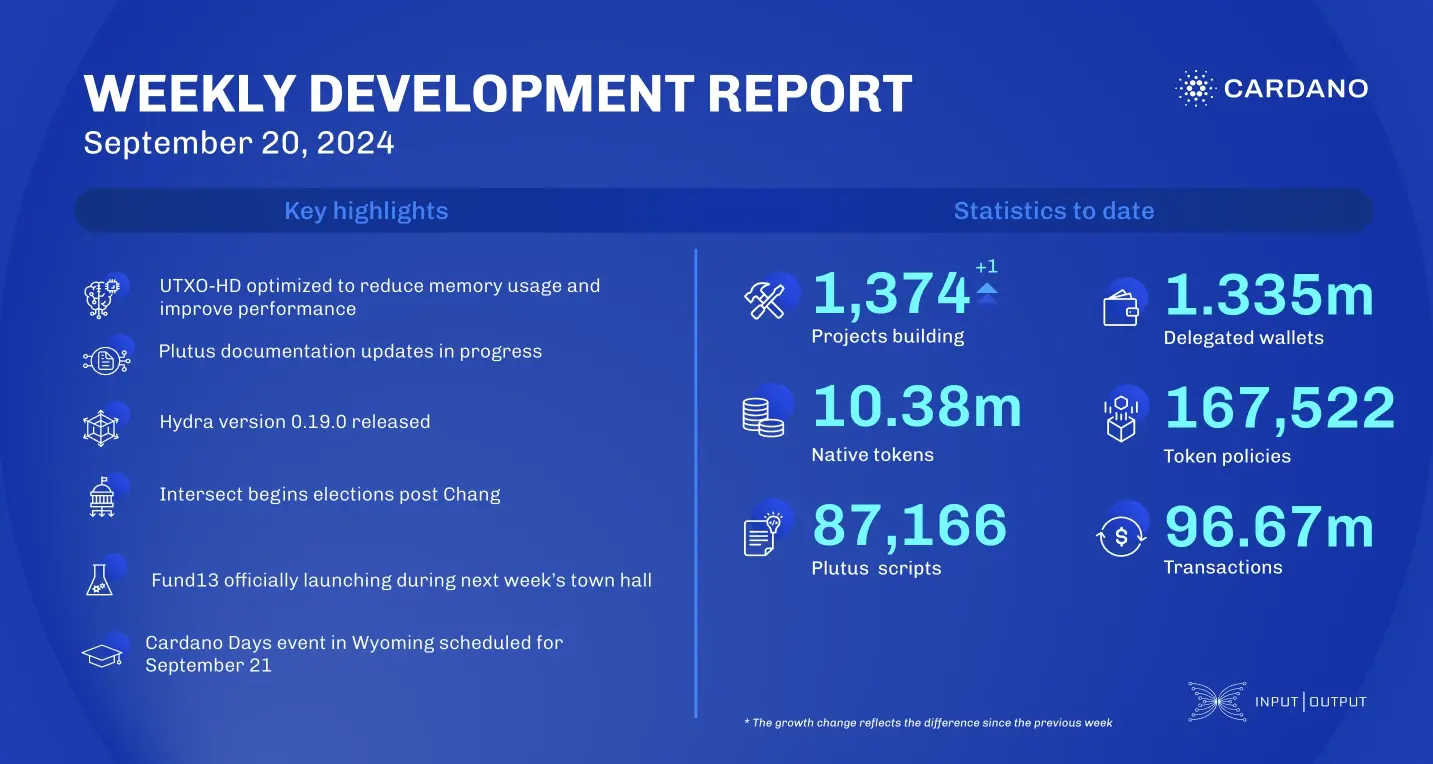 WEEKLY DEVELOPMENT REPORT
September 20, 2024
CARDANO
Key highlights
Statistics to date
UTXO-HD optimized to reduce memory usage and
improve performance
Plutus documentation updates in progress
Hydra version 0.19.0 released
Intersect begins elections post Chang
Fund13 officially launching during next week's town hall
Cardano Days event in Wyoming scheduled for
September 21
1,374 +1
Projects building
1.335m
Delegated wallets
10.38m
Native tokens
167,522
Token policies
87,166
Plutus scripts
$
96.67m
Transactions
* The growth change reflects the difference since the previous week
INPUT|OUTPUT